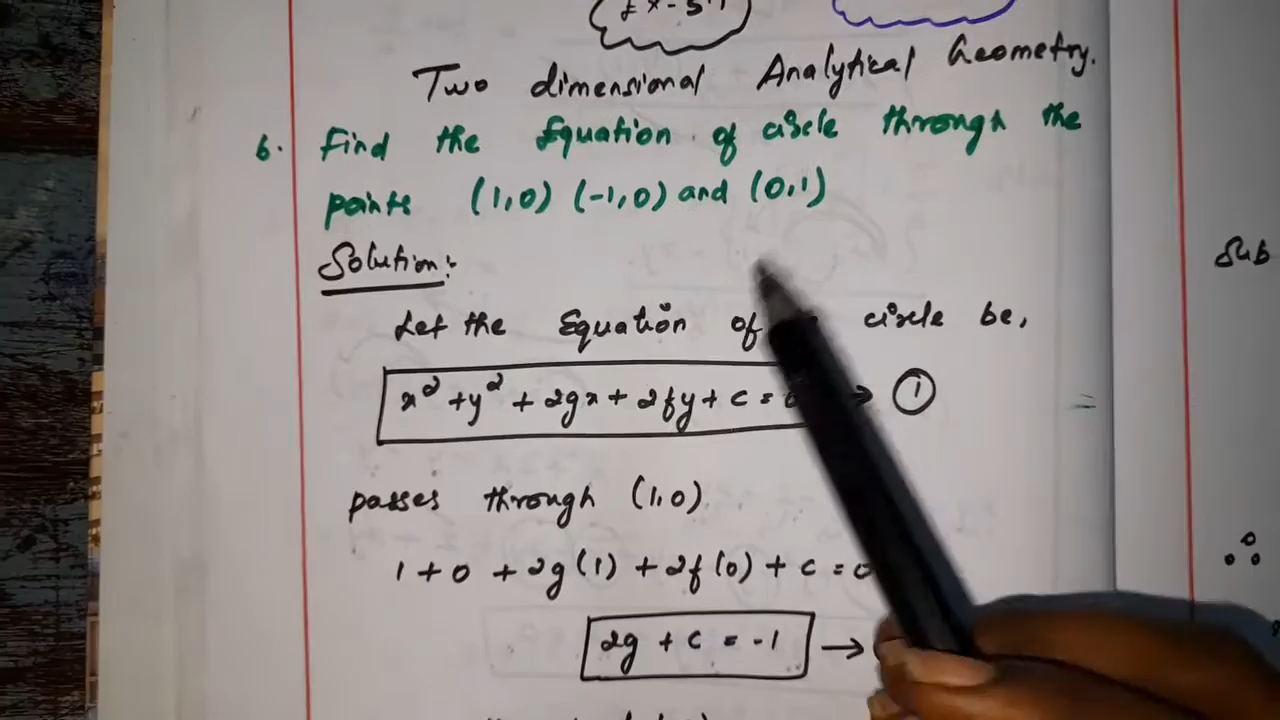 Two dimensional Analytical Geometry.
6. Find the Equation of circle through the
points (1,0) (-1,0) and (0,1)
Solution:
Let the Equation of circle be,
x² + y² + 2gx + 2fy + c = 0 → ①
Sub
passes through (1,0)
1 + 0 + 2g(1) + 2f(0) + c = 0
∴
2g + c = -1 →